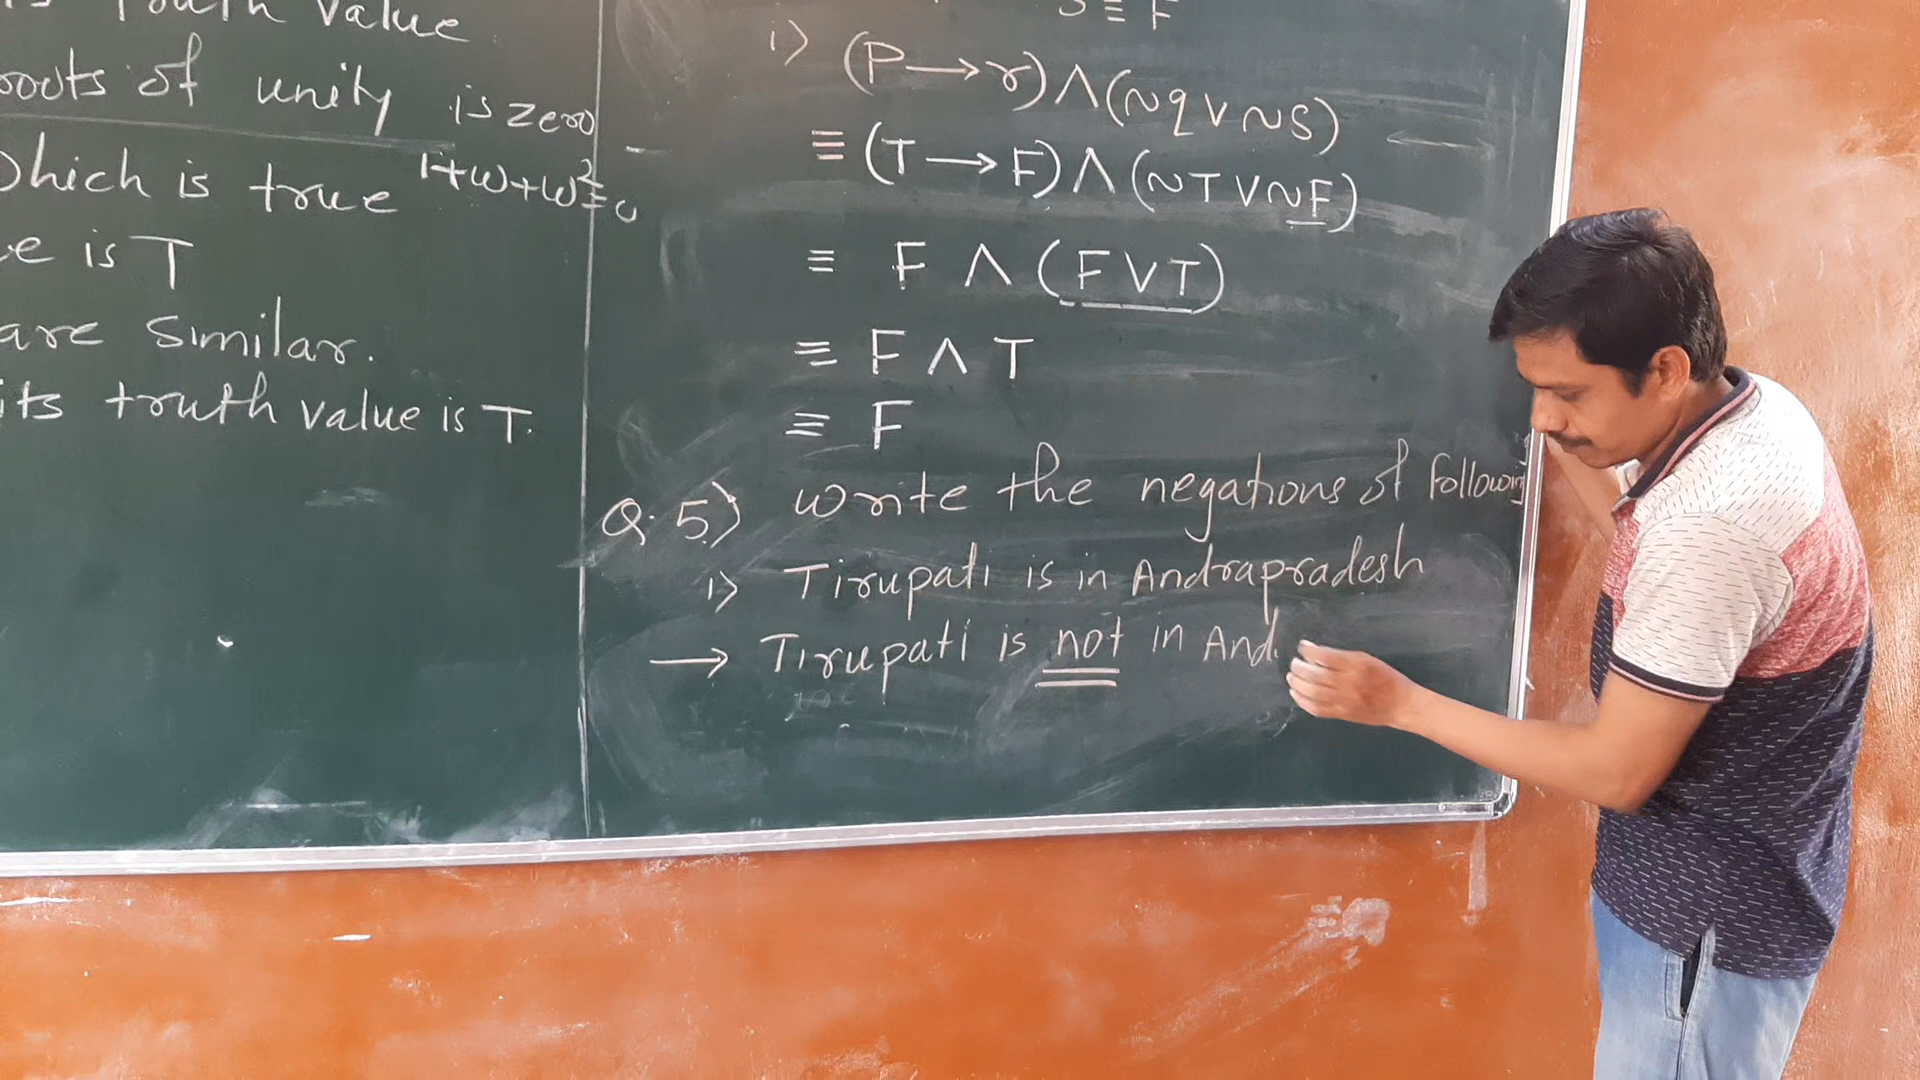 Truth Value
roots of unity is zero
Which is true 1+ω+ω²=0
e is T
are Similar.
its truth value is T.
S ≡ F
i) (P→r)∧(~q∨~S)
≡ (T→F)∧(~T∨~F)
≡ F∧(F∨T)
≡ F∧T
≡ F
Q.5) Write the negations of following
i) Tirupati is in Andrapradesh
→ Tirupati is not in And